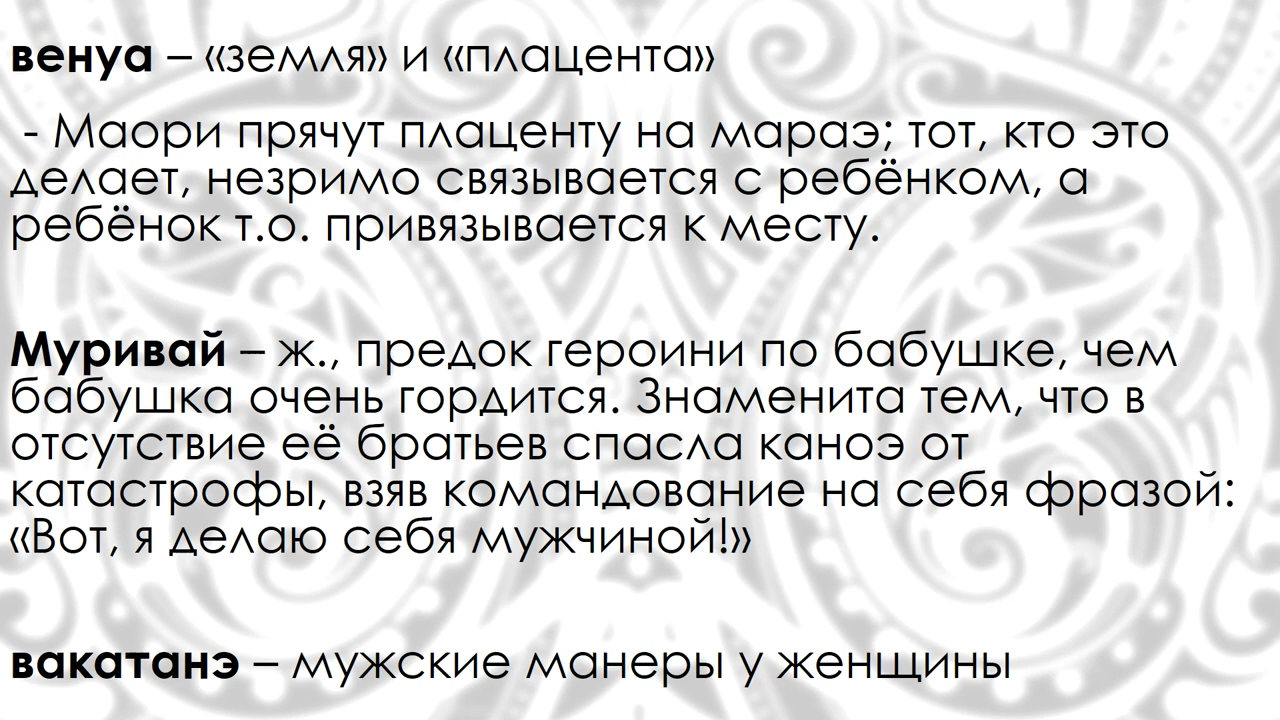 венуа – «земля» и «плацента»
- Маори прячут плаценту на мараэ; тот, кто это
делает, незримо связывается с ребёнком, а
ребёнок т.о. привязывается к месту.
Муривай – ж., предок героини по бабушке, чем
бабушка очень гордится. Знаменита тем, что в
отсутствие её братьев спасла каноэ от
катастрофы, взяв командование на себя фразой:
«Вот, я делаю себя мужчиной!»
вакатанэ – мужские манеры у женщины